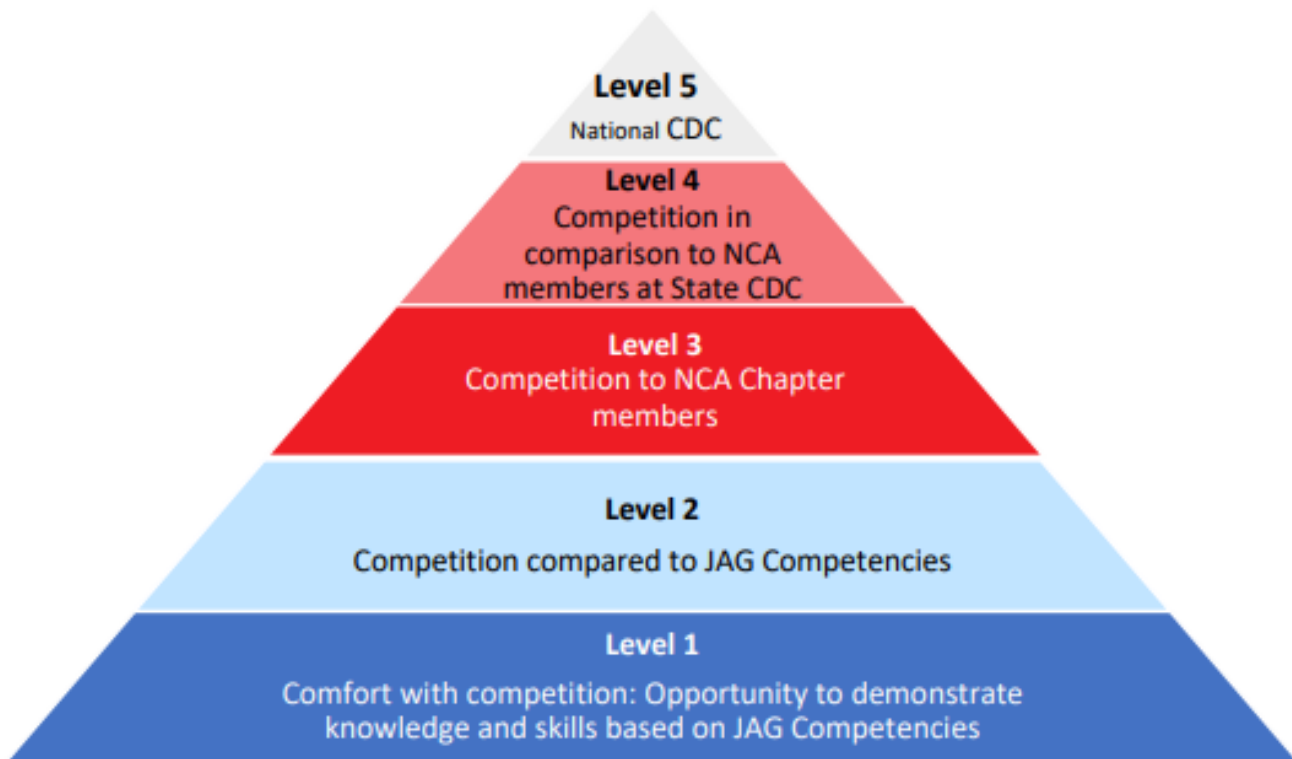 Level 5
National CDC
Level 4
Competition in
comparison to NCA
members at State CDC
Level 3
Competition to NCA Chapter
members
Level 2
Competition compared to JAG Competencies
Level 1
Comfort with competition: Opportunity to demonstrate
knowledge and skills based on JAG Competencies